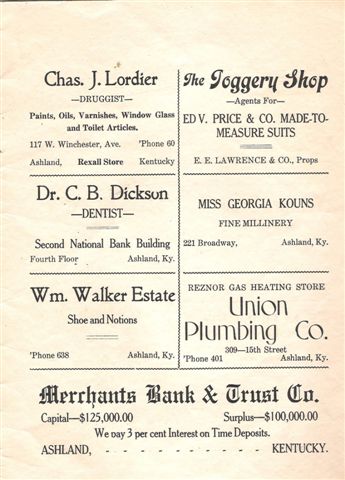 Chas. J. Lordier
—DRUGGIST—
Paints, Oils, Varnishes, Window Glass
and Toilet Articles.
117 W. Winchester, Ave. 'Phone 60
Ashland, Rexall Store Kentucky
The Toggery Shop
—Agents For—
ED V. PRICE & CO. MADE-TO-
MEASURE SUITS
E. E. LAWRENCE & CO., Props
Dr. C. B. Dickson
—DENTIST—
Second National Bank Building
Fourth Floor Ashland, Ky.
MISS GEORGIA KOUNS
FINE MILLINERY
221 Broadway, Ashland, Ky.
Wm. Walker Estate
Shoe and Notions
'Phone 638 Ashland, Ky.
REZNOR GAS HEATING STORE
Union
Plumbing Co.
309—15th Street
'Phone 401 Ashland, Ky.
Merchants Bank & Trust Co.
Capital—$125,000.00 Surplus—$100,000.00
We pay 3 per cent Interest on Time Deposits.
ASHLAND, - - - - - - - - - - KENTUCKY.